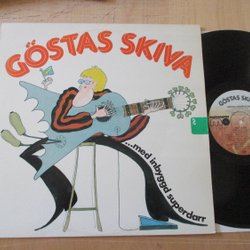 GÖSTAS SKIVA
...med inbyggd superdarr
GÖSTAS SKIVA